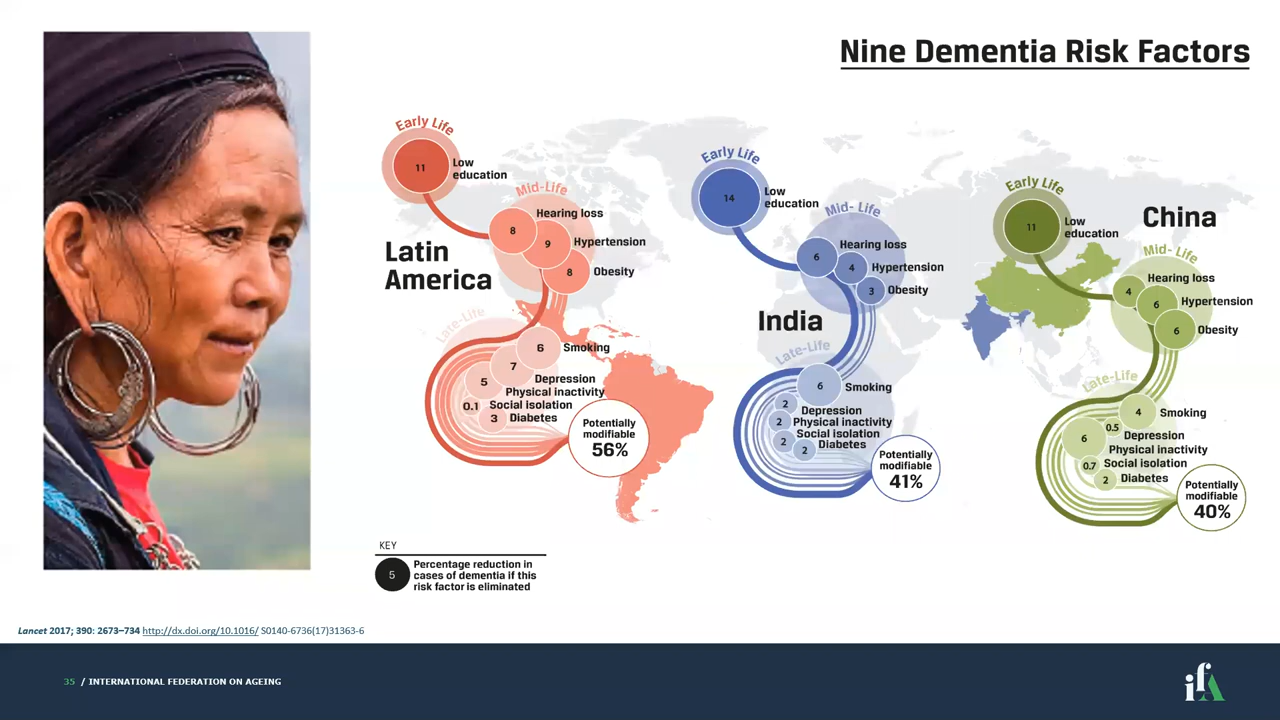 Nine Dementia Risk Factors
Early Life
11
Low
education
Mid-Life
8
Hearing loss
9
Hypertension
8
Obesity
Latin
America
Late-Life
6
Smoking
7
Depression
5
Physical inactivity
0.1
Social isolation
3
Diabetes
Potentially
modifiable
56%
Early Life
14
Low
education
Mid- Life
6
Hearing loss
4
Hypertension
3
Obesity
India
Late-Life
6
Smoking
2
Depression
2
Physical inactivity
2
Social isolation
2
Diabetes
Potentially
modifiable
41%
Early Life
11
Low
education
China
Mid- Life
4
Hearing loss
6
Hypertension
6
Obesity
Late-Life
4
Smoking
0.5
Depression
6
Physical inactivity
0.7
Social isolation
2
Diabetes
Potentially
modifiable
40%
KEY
5
Percentage reduction in
cases of dementia if this
risk factor is eliminated
Lancet 2017; 390: 2673–734 http://dx.doi.org/10.1016/ S0140-6736(17)31363-6
35 / INTERNATIONAL FEDERATION ON AGEING
ifA